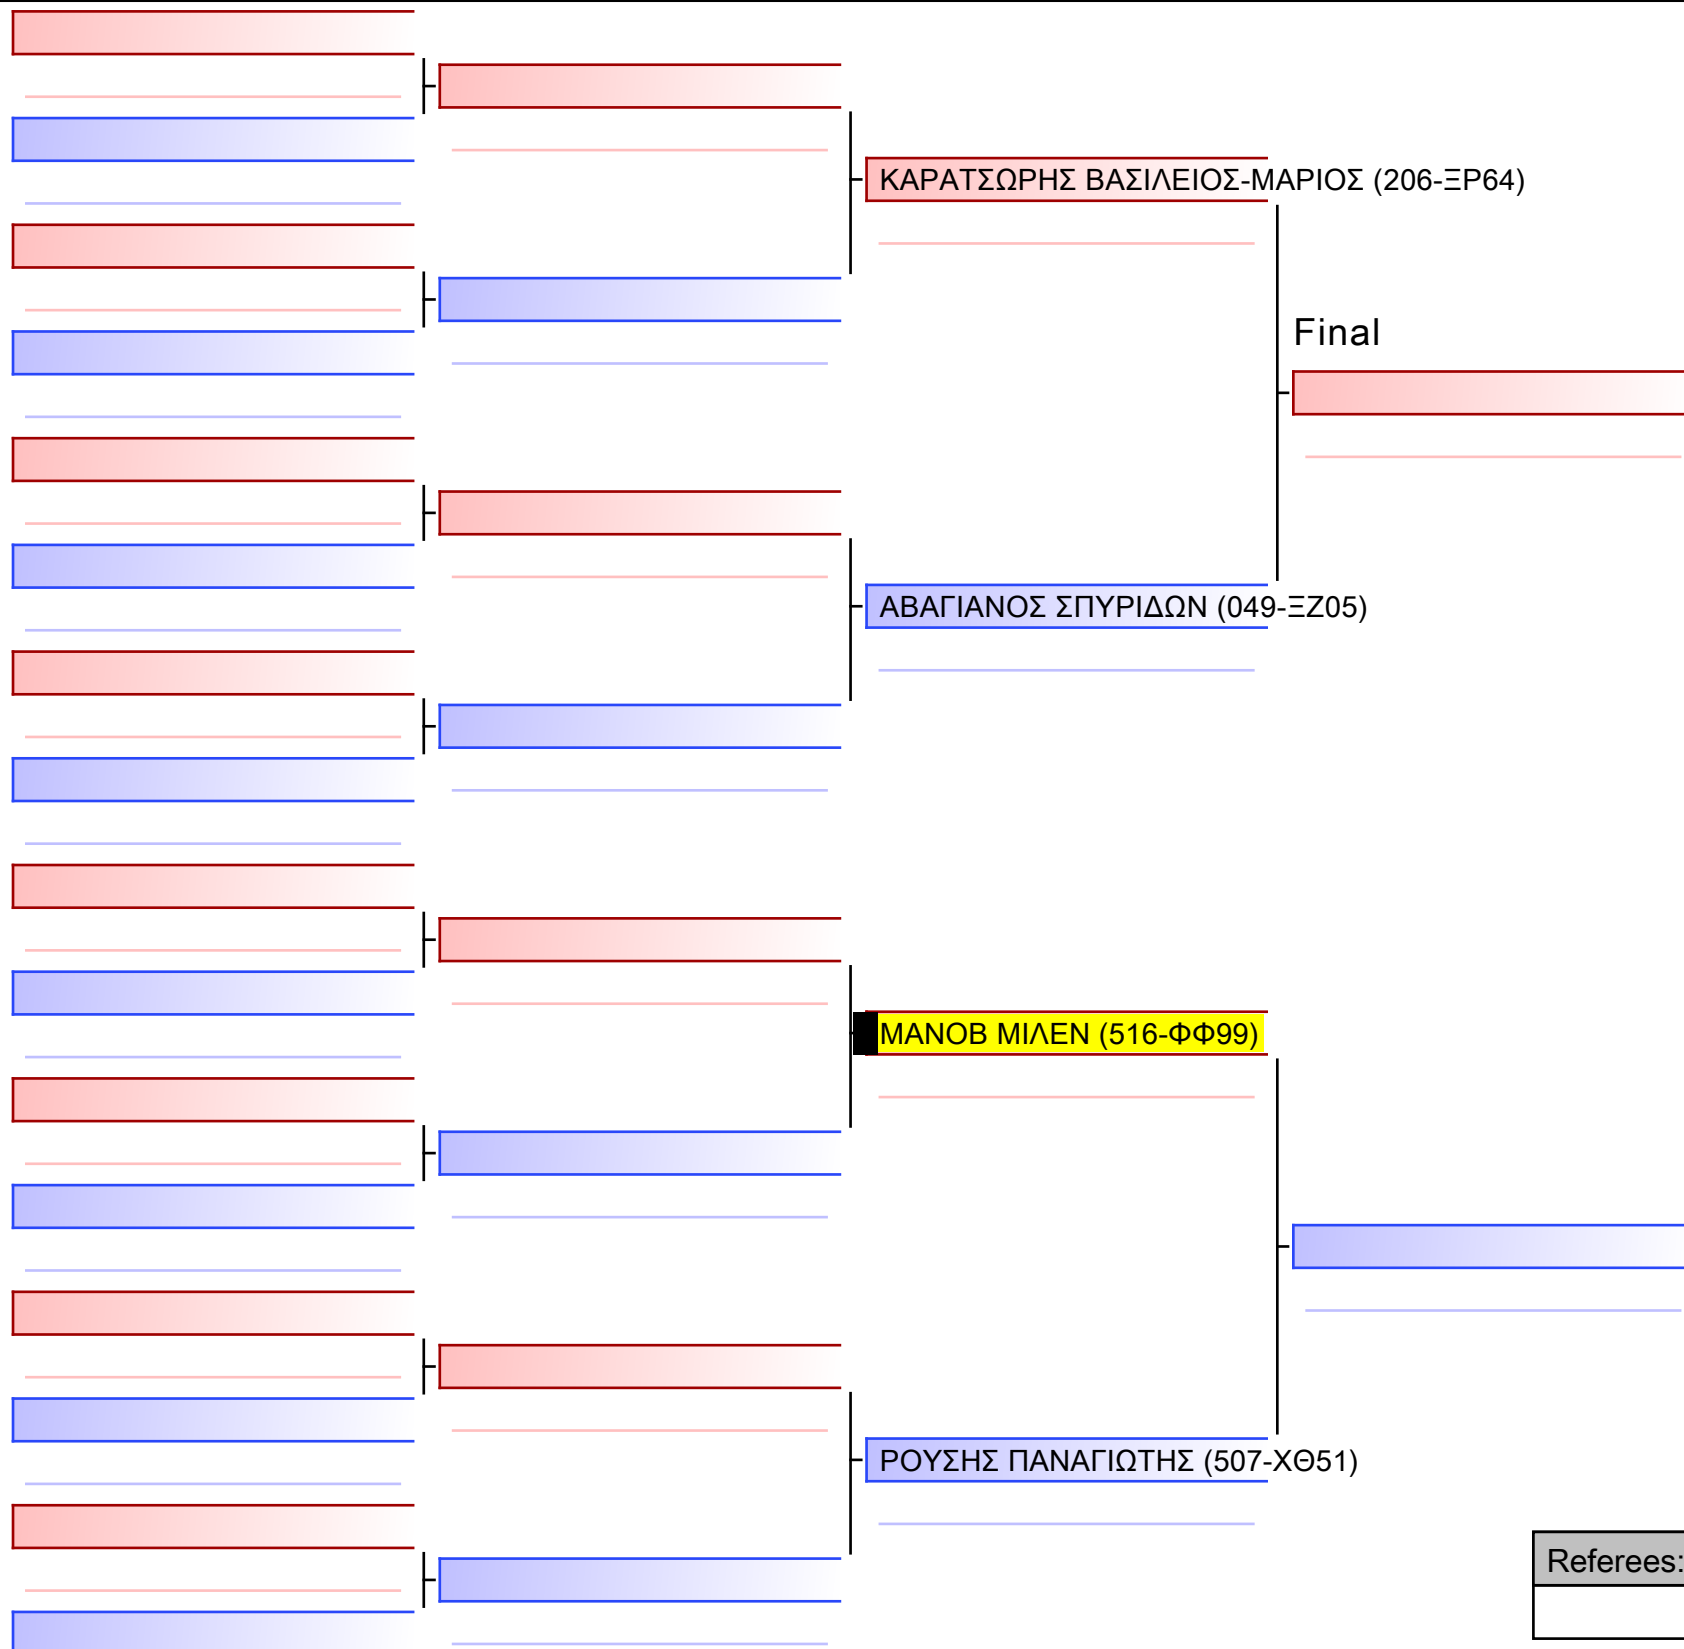 ΚΑΡΑΤΣΩΡΗΣ ΒΑΣΙΛΕΙΟΣ-ΜΑΡΙΟΣ (206-ΞΡ64)
Final
ΑΒΑΓΙΑΝΟΣ ΣΠΥΡΙΔΩΝ (049-ΞΖ05)
ΜΑΝΟΒ ΜΙΛΕΝ (516-ΦΦ99)
ΡΟΥΣΗΣ ΠΑΝΑΓΙΩΤΗΣ (507-ΧΘ51)
Referees: